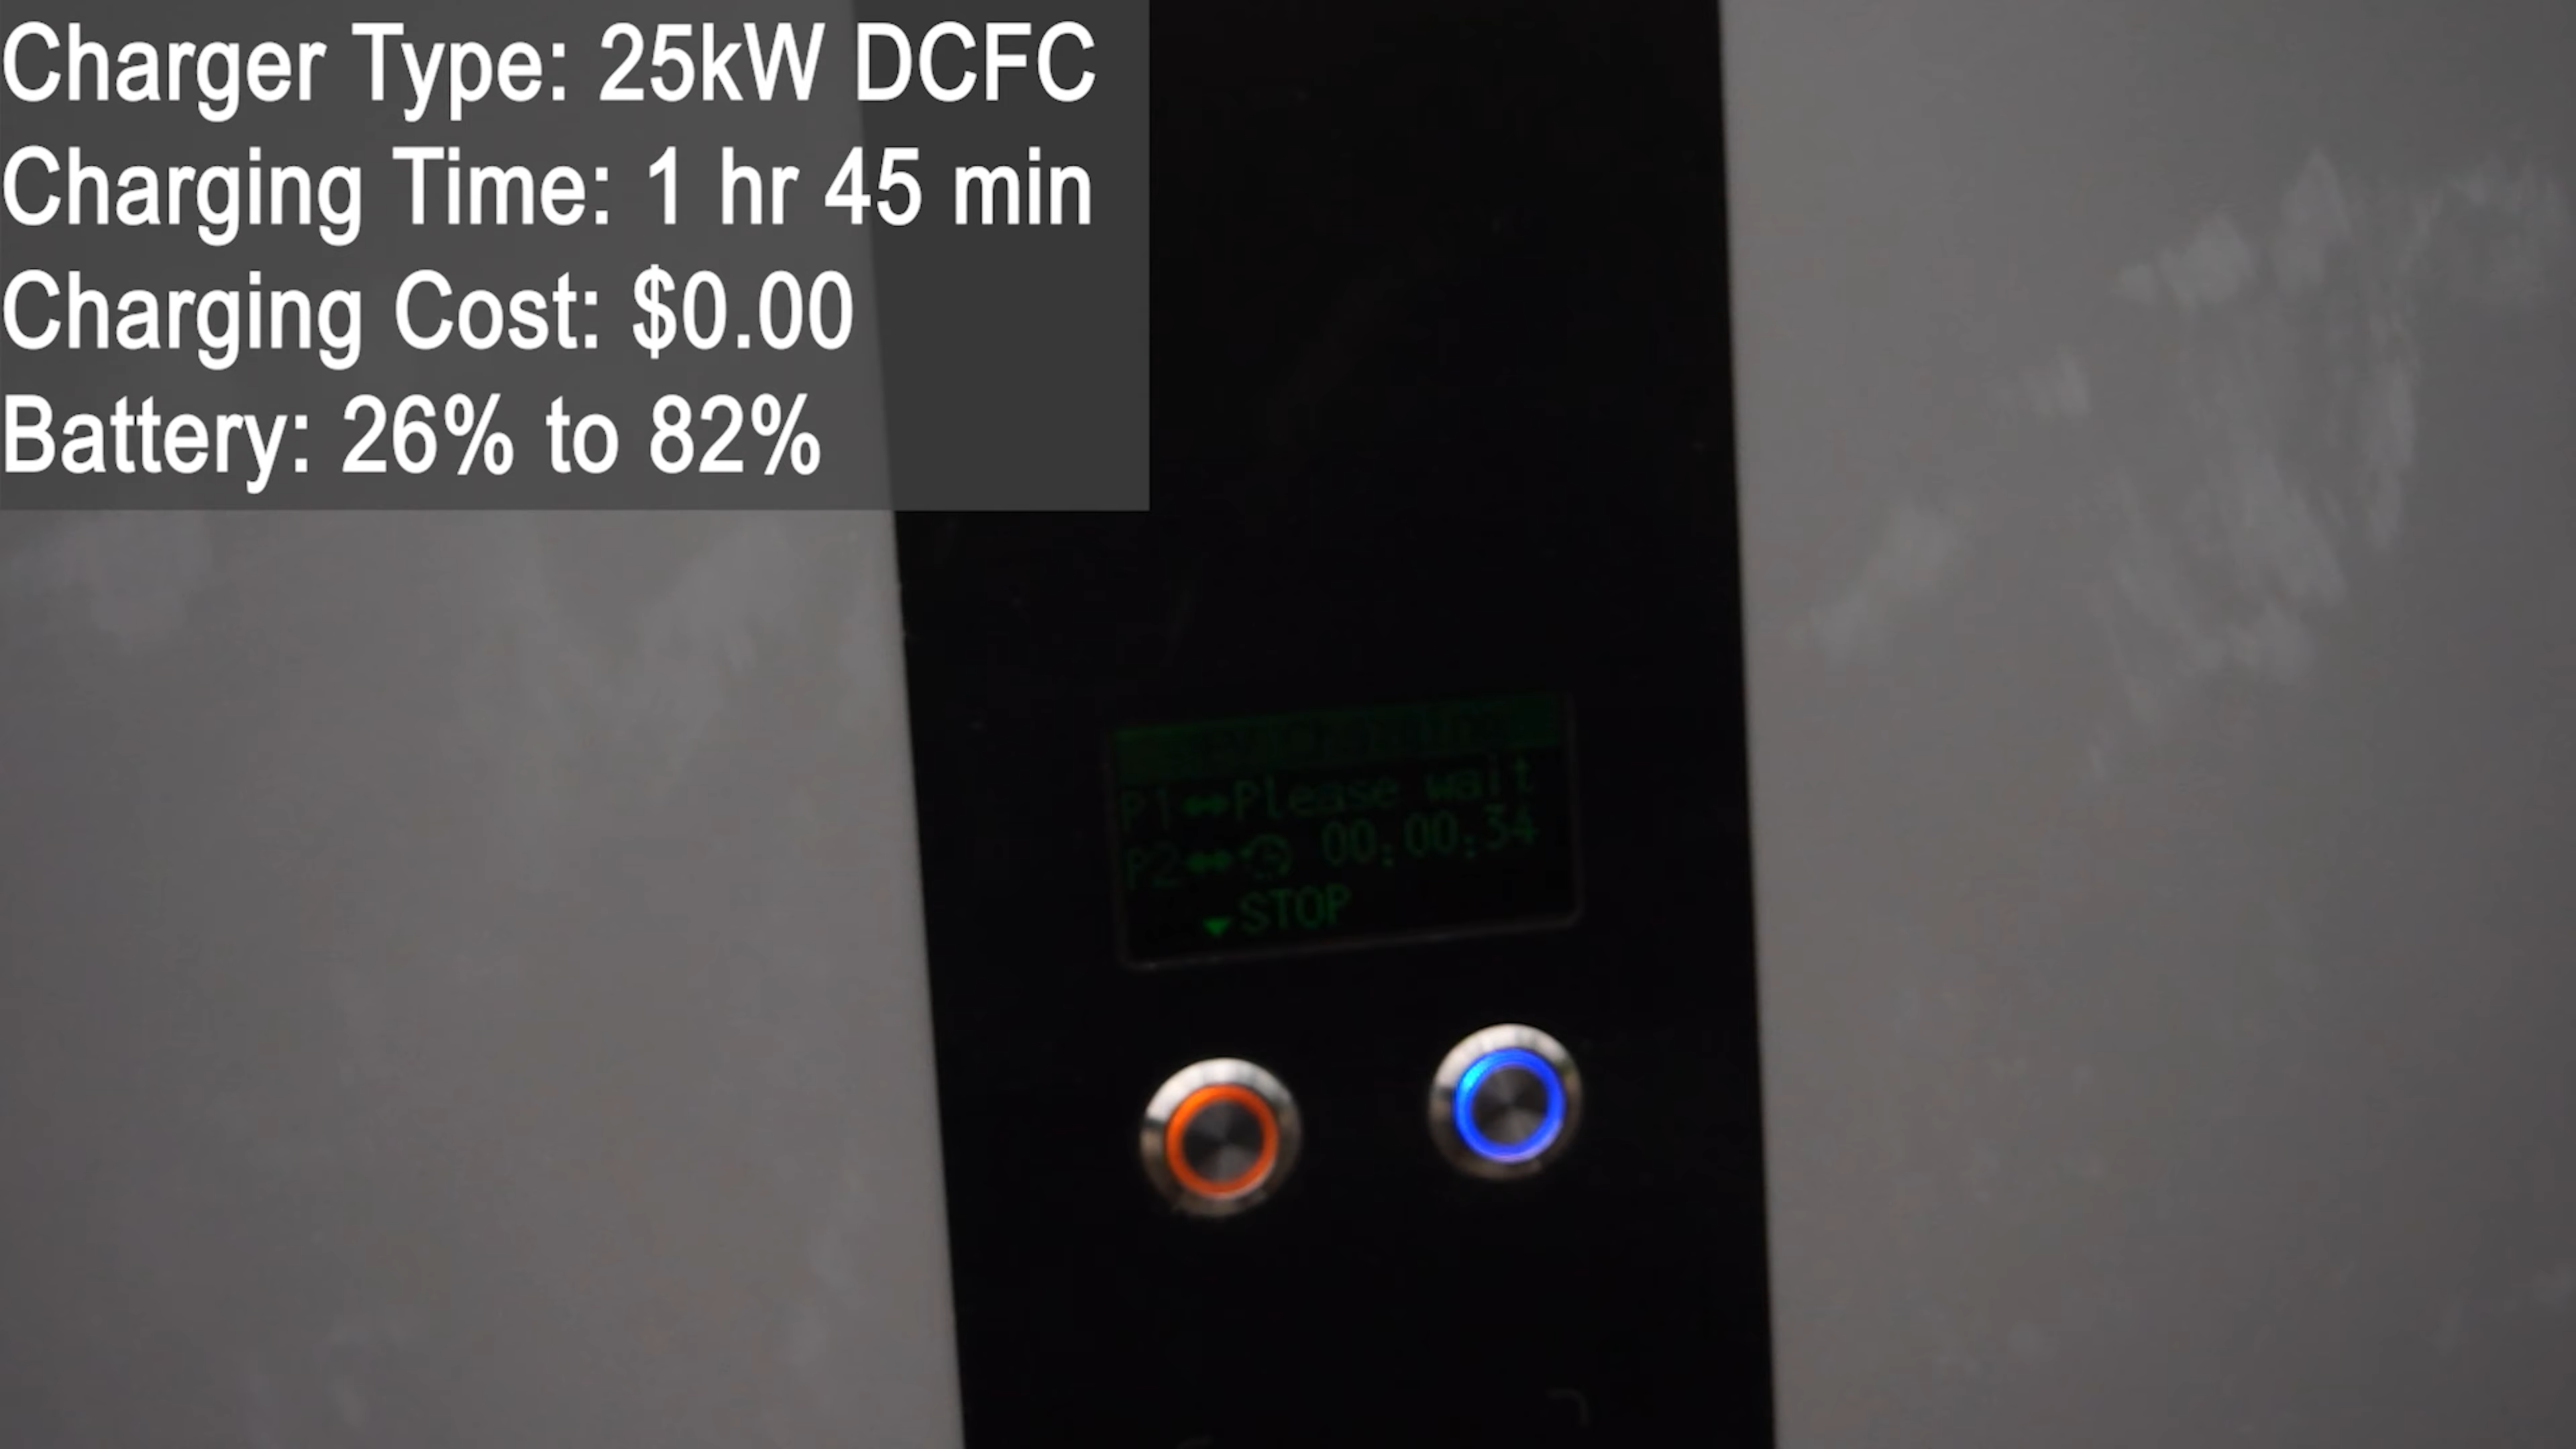 Charger Type: 25kW DCFC
Charging Time: 1 hr 45 min
Charging Cost: $0.00
Battery: 26% to 82%
P1 Please wait
P2 00:00:34
STOP